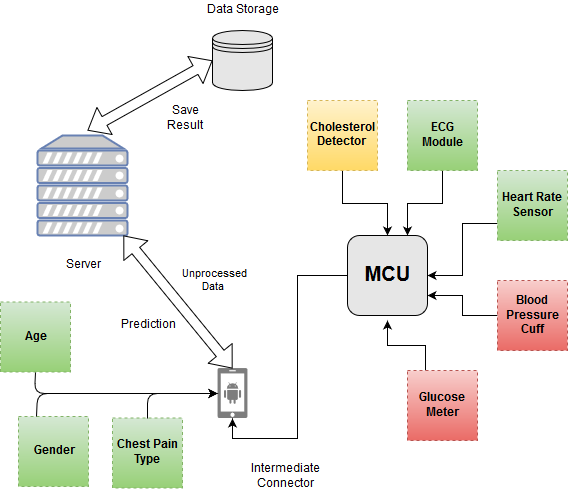 Data Storage
Save
Result
Cholesterol
Detector
ECG
Module
Heart Rate
Sensor
Server
Unprocessed
Data
MCU
Blood
Pressure
Cuff
Prediction
Age
Glucose
Meter
Gender
Chest Pain
Type
Intermediate
Connector